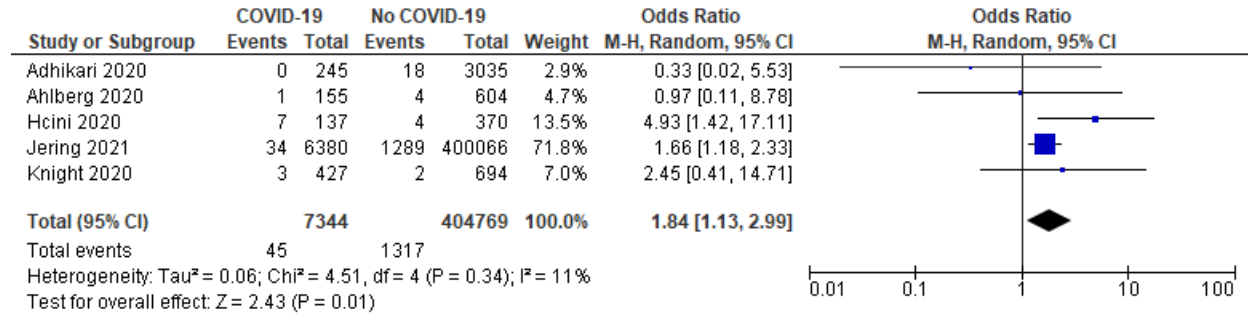 COVID-19 No COVID-19 Odds Ratio Odds Ratio
Study or Subgroup Events Total Events Total Weight M-H, Random, 95% CI M-H, Random, 95% CI
Adhikari 2020 0 245 18 3035 2.9% 0.33 [0.02, 5.53]
Ahlberg 2020 1 155 4 604 4.7% 0.97 [0.11, 8.78]
Hcini 2020 7 137 4 370 13.5% 4.93 [1.42, 17.11]
Jering 2021 34 6380 1289 400066 71.8% 1.66 [1.18, 2.33]
Knight 2020 3 427 2 694 7.0% 2.45 [0.41, 14.71]
Total (95% CI) 7344 404769 100.0% 1.84 [1.13, 2.99]
Total events 45 1317
Heterogeneity: Tau² = 0.06; Chi² = 4.51, df = 4 (P = 0.34); I² = 11%
Test for overall effect: Z = 2.43 (P = 0.01)
0.01 0.1 1 10 100